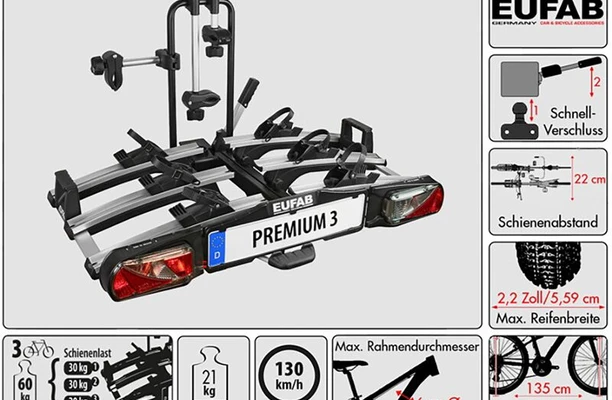 EUFAB
GERMANY CAR & BICYCLE ACCESSORIES
2
1
Schnell-
Verschluss
22 cm
Schienenabstand
EUFAB
PREMIUM 3
D
2,2 Zoll/5,59 cm
Max. Reifenbreite
3
Schienenlast
60
kg
30 kg 1
30 kg 2
21
kg
130
km/h
Max. Rahmendurchmesser
135 cm